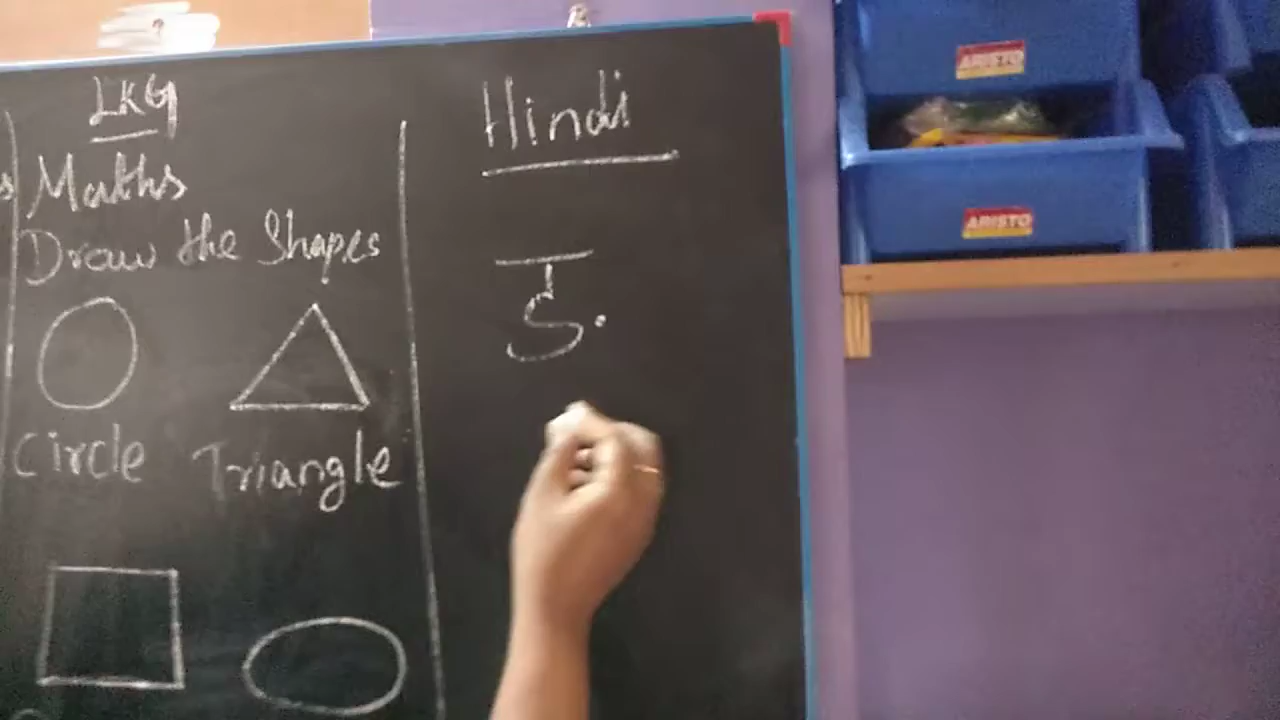 LKG
Maths
Draw the Shapes
Circle Triangle
Hindi
ड.
ARISTO
ARISTO